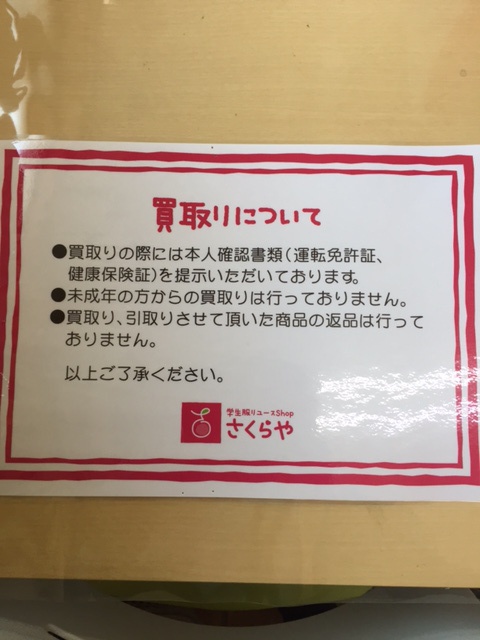 買取りについて
●買取りの際には本人確認書類(運転免許証、
健康保険証)を提示いただいております。
●未成年の方からの買取りは行っておりません。
●買取り、引取りさせて頂いた商品の返品は行って
おりません。
以上ご了承ください。
学生服リユースShop
さくらや